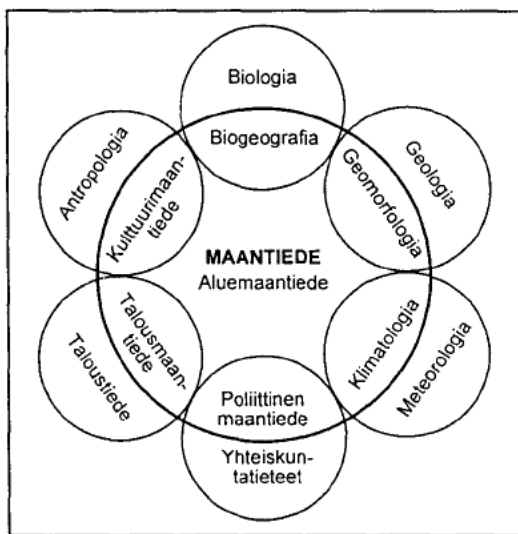 Biologia
Biogeografia
Antropologia
Kulttuurimaan-
tiede
Geomorfologia
Geologia
MAANTIEDE
Aluemaantiede
Talousmaan-
tiede
Taloustiede
Klimatologia
Meteorologia
Poliittinen
maantiede
Yhteiskun-
tatieteet